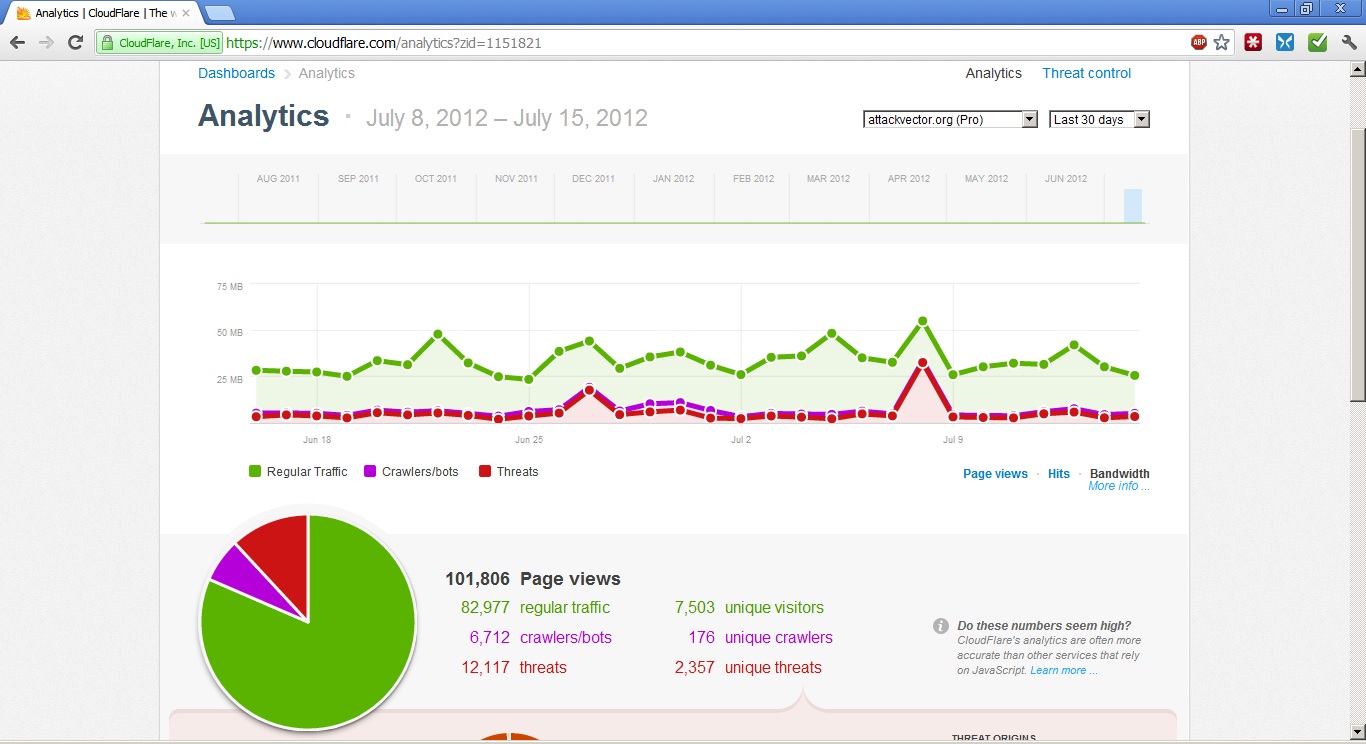 Analytics | CloudFlare | The w
CloudFlare, Inc. [US] https://www.cloudflare.com/analytics?zid=1151821
ABP
Dashboards Analytics
Analytics Threat control
Analytics · July 8, 2012 – July 15, 2012
attackvector.org (Pro) Last 30 days
AUG 2011 SEP 2011 OCT 2011 NOV 2011 DEC 2011 JAN 2012 FEB 2012 MAR 2012 APR 2012 MAY 2012 JUN 2012
75 MB
50 MB
25 MB
Jun 18 Jun 25 Jul 2 Jul 9
Regular Traffic Crawlers/bots Threats
Page views · Hits · Bandwidth
More info ...
101,806 Page views
82,977 regular traffic 7,503 unique visitors
6,712 crawlers/bots 176 unique crawlers
12,117 threats 2,357 unique threats
Do these numbers seem high?
CloudFlare's analytics are often more
accurate than other services that rely
on JavaScript. Learn more ...
THREAT ORIGINS